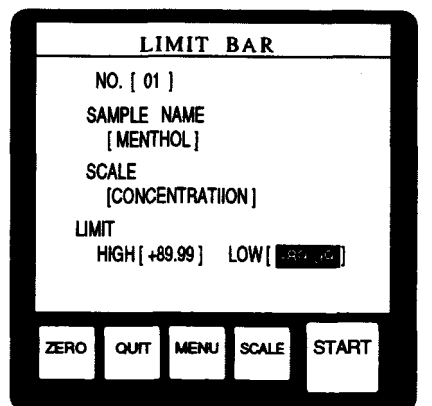 LIMIT BAR
NO. [ 01 ]
SAMPLE NAME
[ MENTHOL ]
SCALE
[CONCENTRATIION ]
LIMIT
HIGH [ +89.99 ] LOW [ ]
ZERO QUIT MENU SCALE START